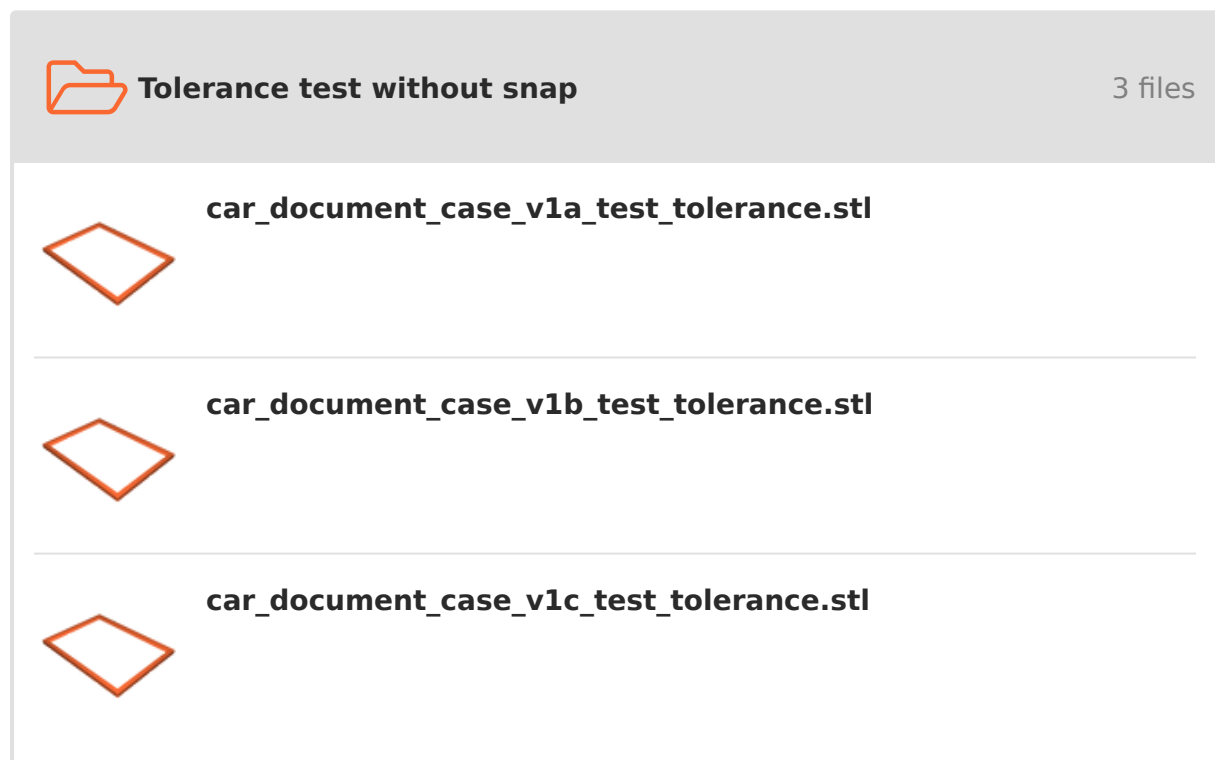 Tolerance test without snap
3 files
car_document_case_v1a_test_tolerance.stl
car_document_case_v1b_test_tolerance.stl
car_document_case_v1c_test_tolerance.stl